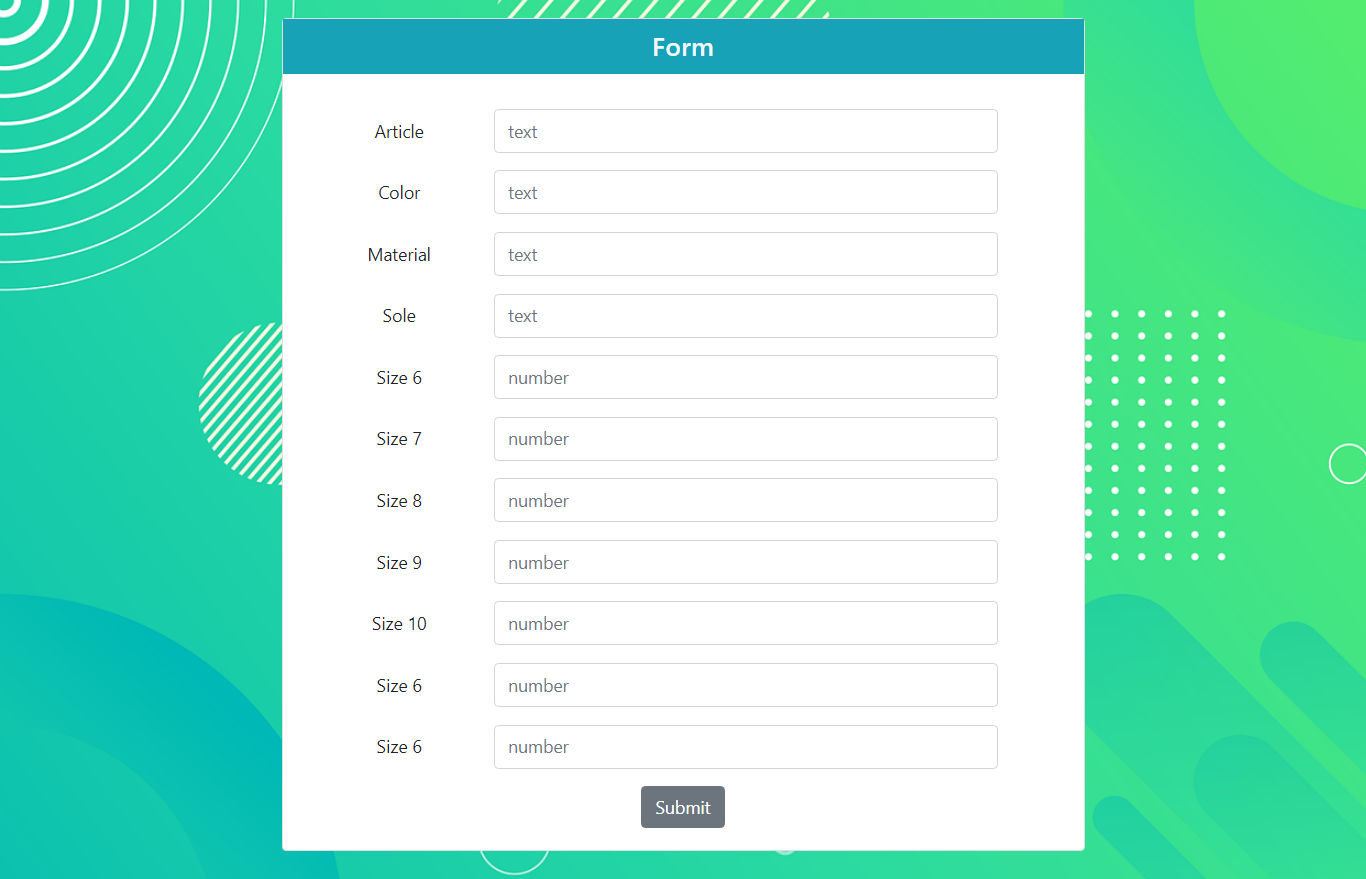 Form
Article text
Color text
Material text
Sole text
Size 6 number
Size 7 number
Size 8 number
Size 9 number
Size 10 number
Size 6 number
Size 6 number
Submit